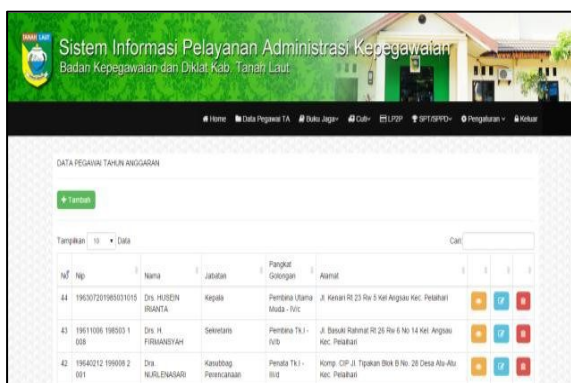 TANAH LAUT
Sistem Informasi Pelayanan Administrasi Kepegawaian
Badan Kepegawaian dan Diklat Kab. Tanah Laut
Home Data Pegawai TA Buku Jaga Cuti LP2P SPT/SPPD Pengaturan Keluar
DATA PEGAWAI TAHUN ANGGARAN
+ Tambah
Tampilkan 10 Data Cari:
No Nip Nama Jabatan Pangkat Golongan Alamat
44 196307201985031015 Drs. HUSEIN IRIANTA Kepala Pembina Utama Muda - IV/c Jl. Kenari Rt 23 Rw 5 Kel Angsau Kec. Pelaihari
43 19611006 198503 1 008 Drs. H. FIRMANSYAH Sekretaris Pembina Tk.I - IV/b Jl. Basuki Rahmat Rt 26 Rw 6 No 14 Kel. Angsau Kec. Pelaihari
42 19640212 199008 2 001 Dra. NURLENASARI Kasubbag Perencanaan Penata Tk.I - III/d Komp. CIP Jl. Tipakan Blok B No. 28 Desa Atu-Atu Kec. Pelaihari